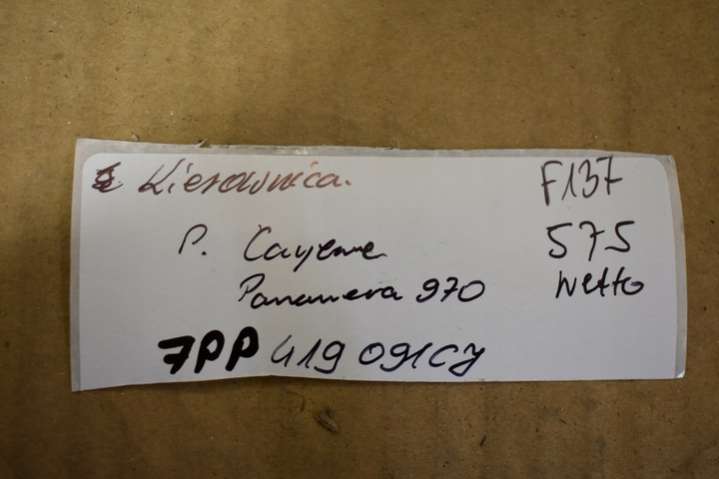 Kierownica. F137
P. Cayenne 575
Panamera 970 netto
7PP 419 091CJ